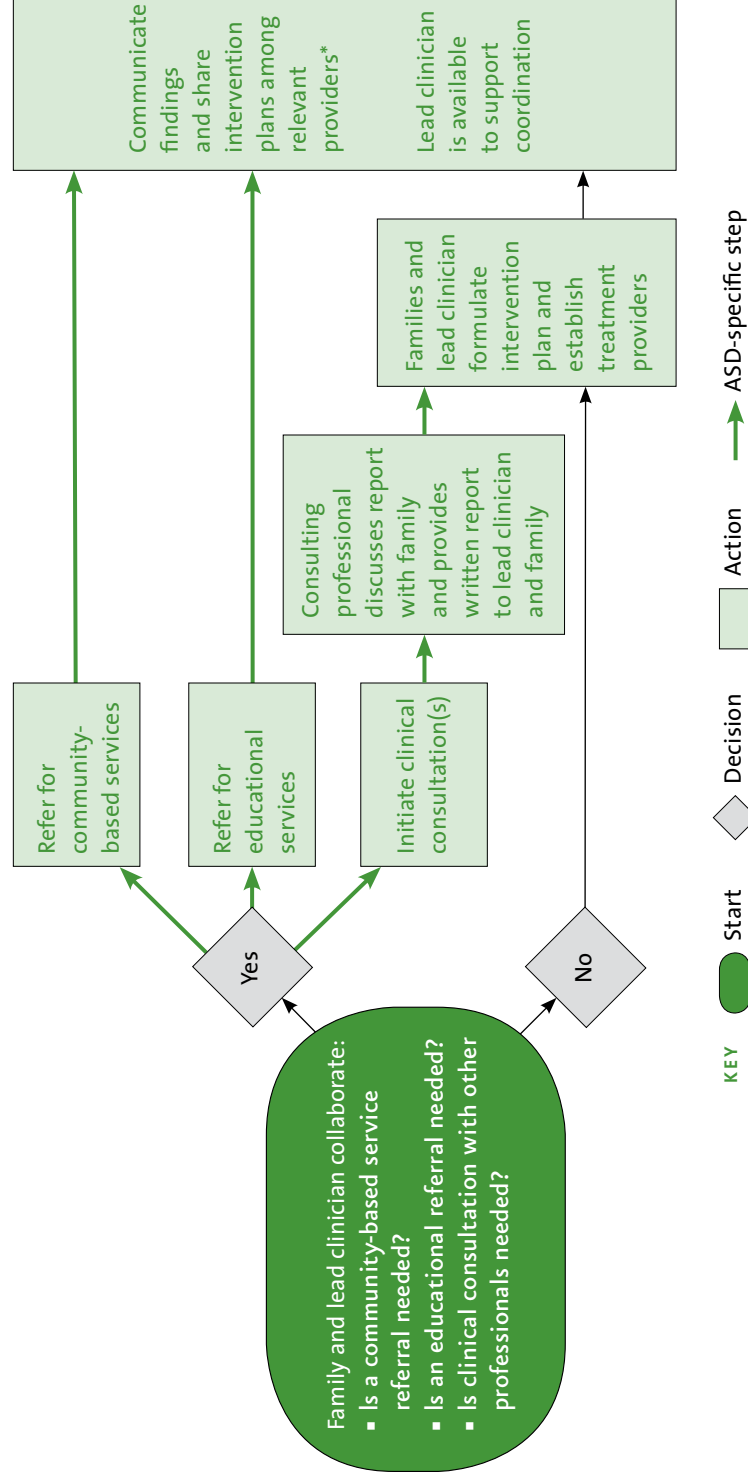 Family and lead clinician collaborate:
▪ Is a community-based service
referral needed?
▪ Is an educational referral needed?
▪ Is clinical consultation with other
professionals needed?
Yes
No
Refer for
community-
based services
Refer for
educational
services
Initiate clinical
consultation(s)
Consulting
professional
discusses report
with family
and provides
written report
to lead clinician
and family
Families and
lead clinician
formulate
intervention
plan and
establish
treatment
providers
Communicate
findings
and share
intervention
plans among
relevant
providers*
Lead clinician
is available
to support
coordination
KEY Start Decision Action ASD-specific step